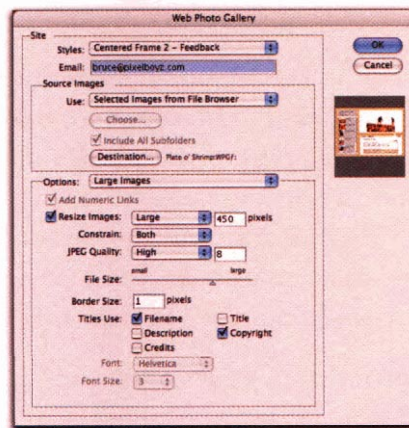 Web Photo Gallery
Site
Styles: Centered Frame 2 – Feedback
OK
Email: bruce@pixelboyz.com
Cancel
Source Images
Use: Selected Images from File Browser
Choose...
Include All Subfolders
Destination... Plate o' Shrimp:WPGf:
Options: Large Images
Add Numeric Links
Resize Images: Large 450 pixels
Constrain: Both
JPEG Quality: High 8
small large
File Size:
Border Size: 1 pixels
Titles Use: Filename Title
Description Copyright
Credits
Font: Helvetica
Font Size: 3